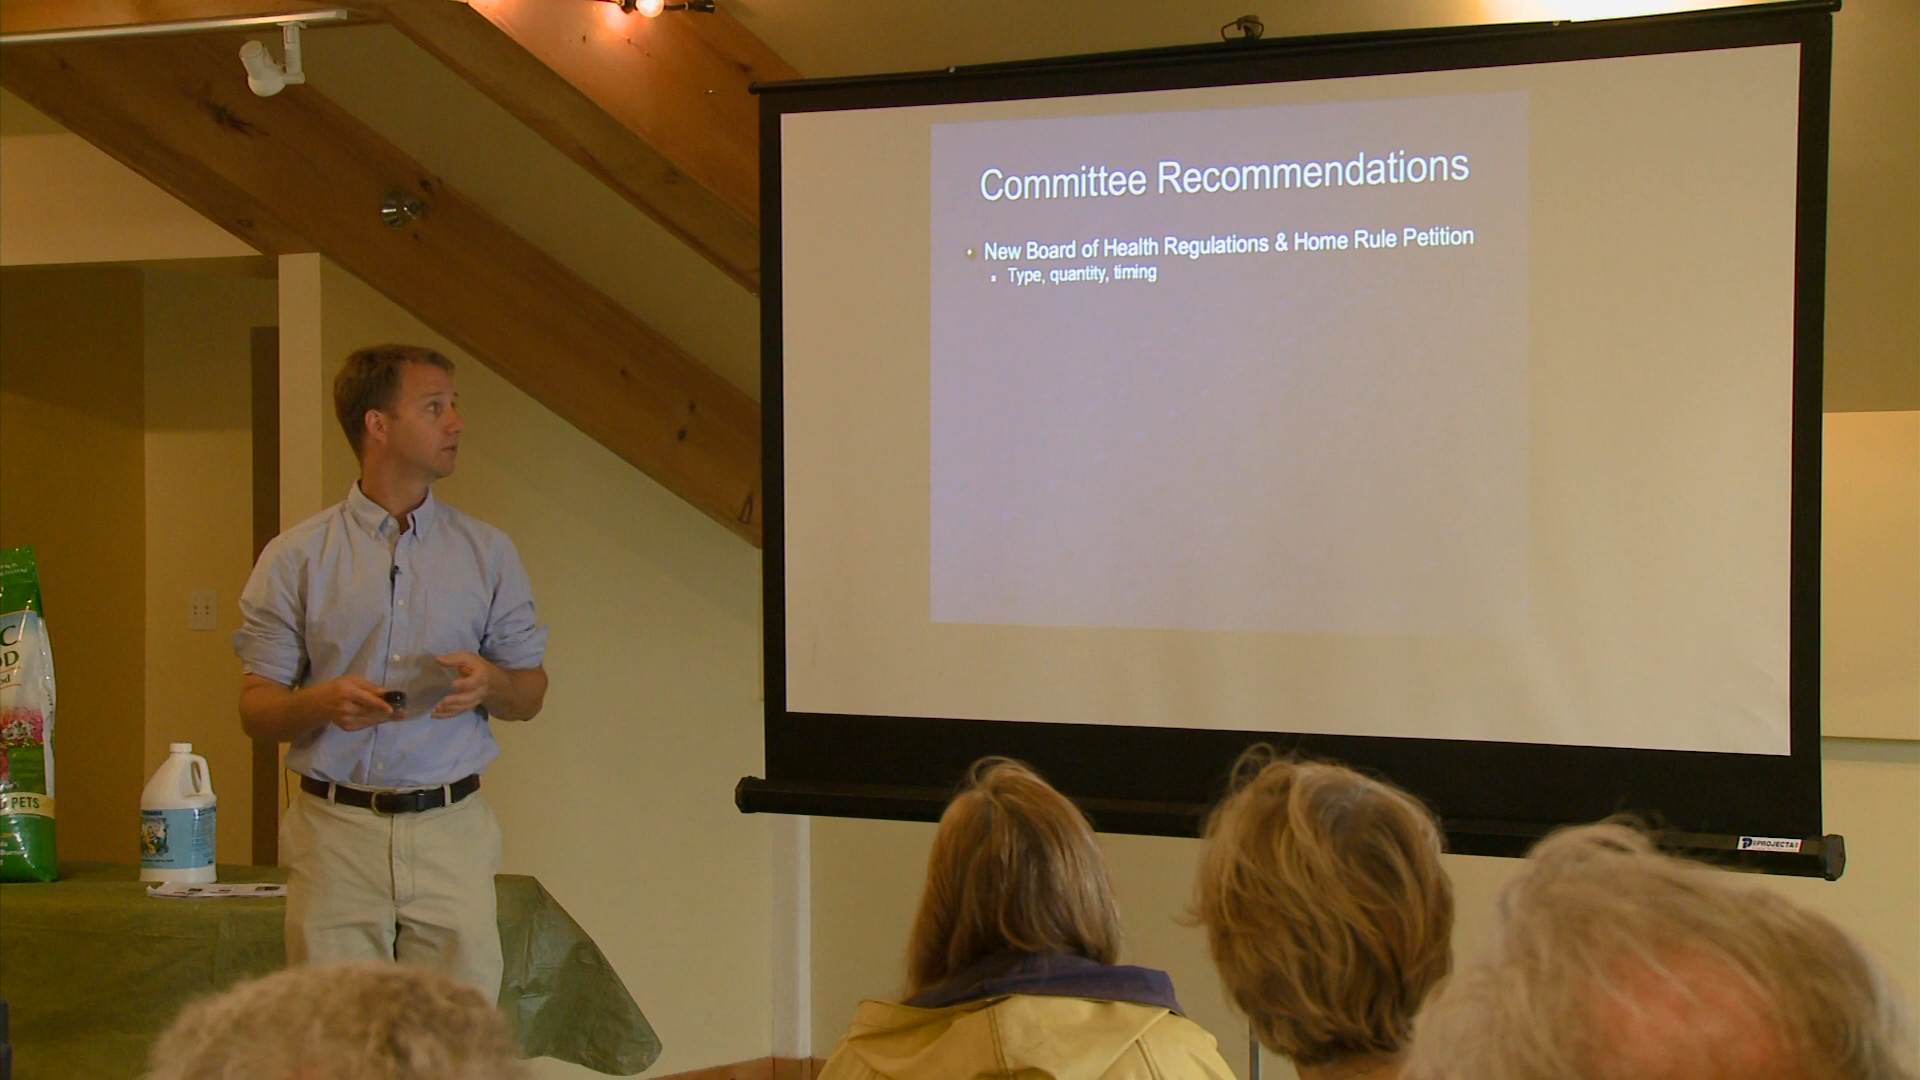 Committee Recommendations
New Board of Health Regulations & Home Rule Petition
Type, quantity, timing
PETS